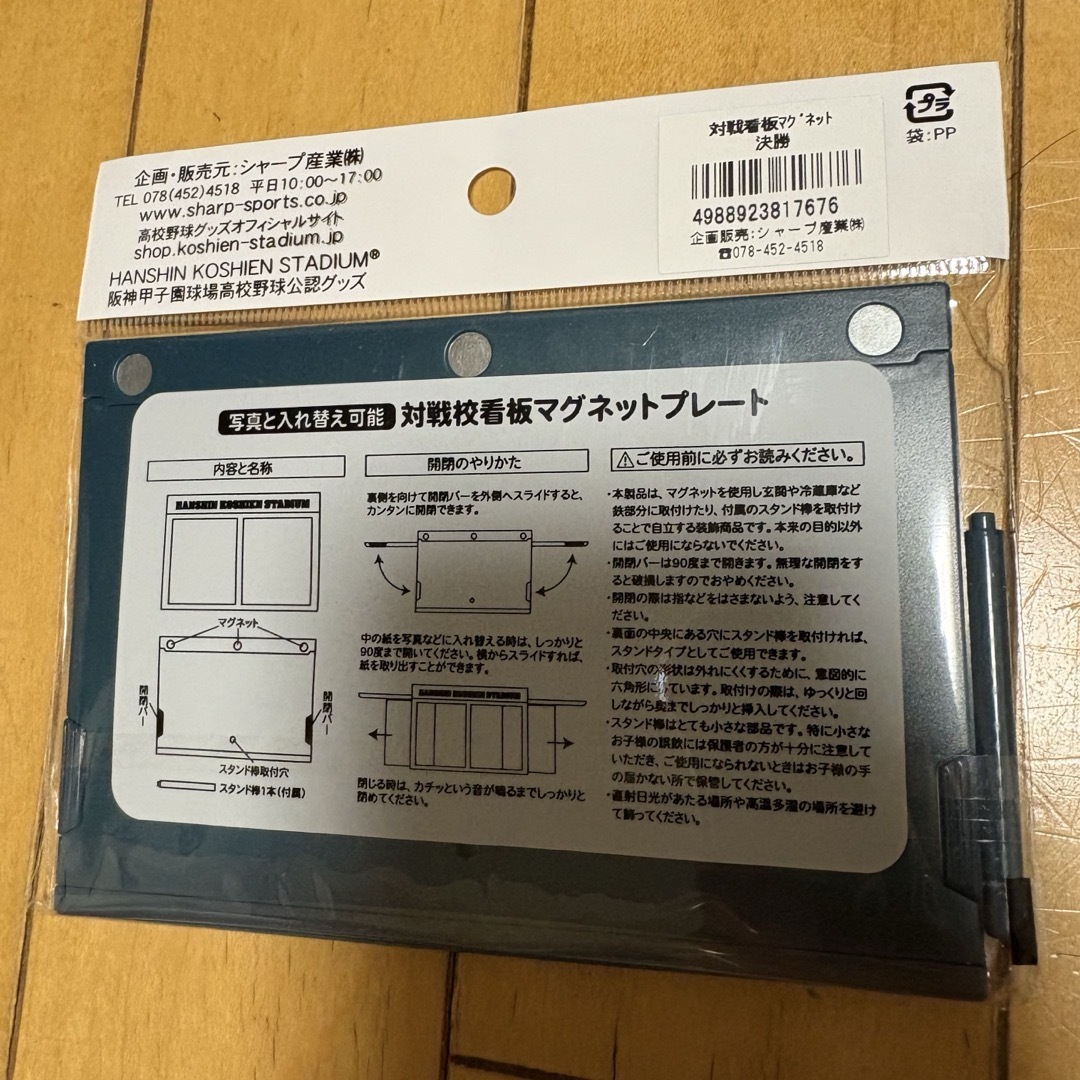 企画・販売元:シャープ産業㈱
TEL 078(452)4518 平日10:00〜17:00
www.sharp-sports.co.jp
高校野球グッズオフィシャルサイト
shop.koshien-stadium.jp
HANSHIN KOSHIEN STADIUM®
阪神甲子園球場高校野球公認グッズ
対戦看板マグネット
決勝
4988923817676
企画販売:シャープ産業㈱
☎078-452-4518
プラ
袋:PP
写真と入れ替え可能 対戦校看板マグネットプレート
内容と名称
HANSHIN KOSHIEN STADIUM
マグネット
開閉バー
開閉バー
スタンド棒取付穴
スタンド棒1本(付属)
開閉のやりかた
裏側を向けて開閉バーを外側へスライドすると、
カンタンに開閉できます。
中の紙を写真などに入れ替える時は、しっかりと
90度まで開いてください。横からスライドすれば、
紙を取り出すことができます。
HANSHIN KOSHIEN STADIUM
閉じる時は、カチッという音が鳴るまでしっかりと
閉めてください。
⚠ご使用前に必ずお読みください。
・本製品は、マグネットを使用し玄関や冷蔵庫など
鉄部分に取付けたり、付属のスタンド棒を取付け
ることで自立する装飾商品です。本来の目的以外
にはご使用にならないでください。
・開閉バーは90度まで開きます。無理な開閉をす
ると破損しますのでおやめください。
・開閉の際は指などをはさまないよう、注意してく
ださい。
・裏面の中央にある穴にスタンド棒を取付ければ、
スタンドタイプとしてご使用できます。
・取付穴の形状は外れにくくするために、意図的に
六角形にしています。取付けの際は、ゆっくりと回
しながら奥までしっかりと挿入してください。
・スタンド棒はとても小さな部品です。特に小さな
お子様の誤飲には保護者の方が十分に注意して
いただき、ご使用にならないときはお子様の手
の届かない所で保管してください。
・直射日光があたる場所や高温多湿の場所を避け
て飾ってください。